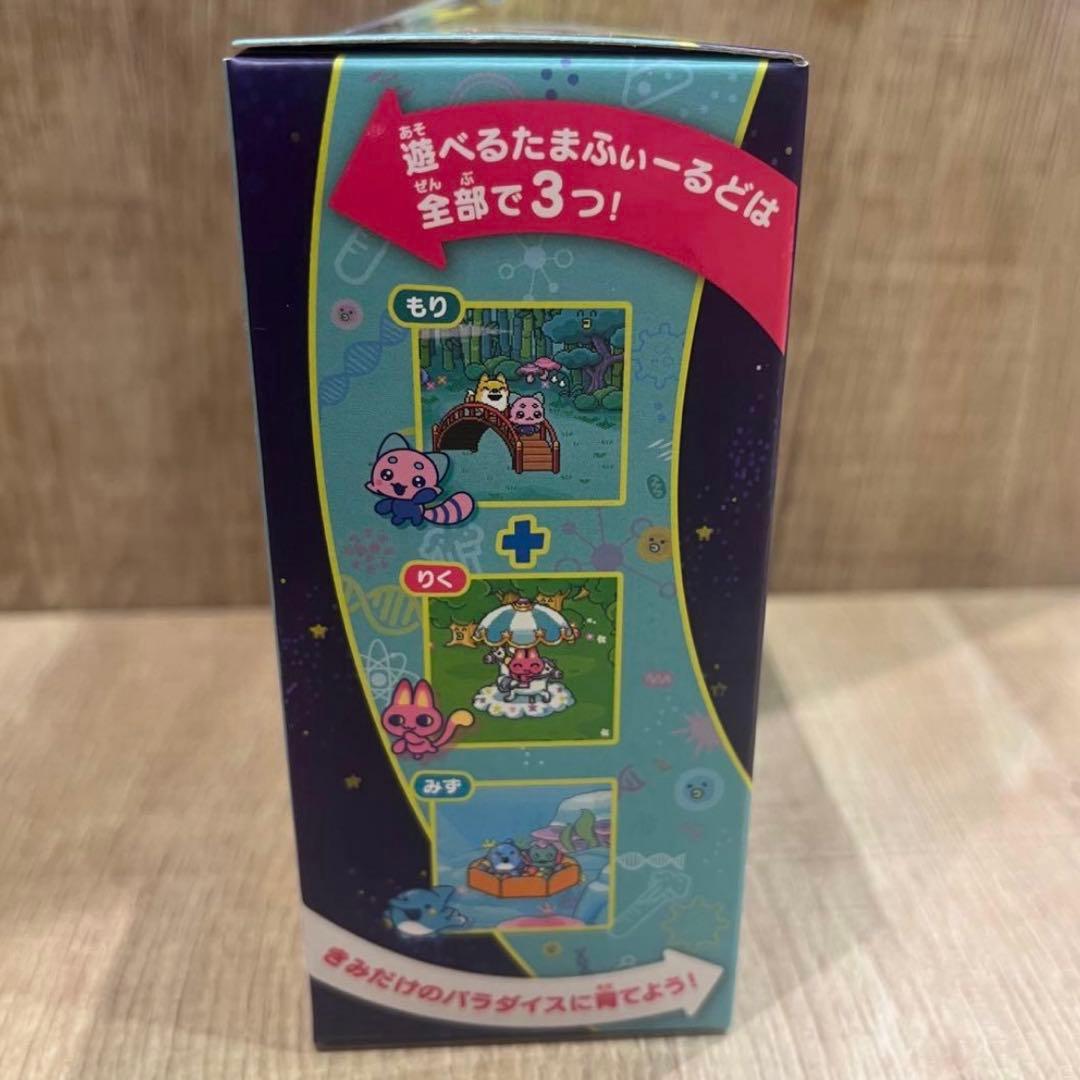 遊べるたまふぃーるどは
全部で3つ!
もり
りく
みず
きみだけのパラダイスに育てよう!